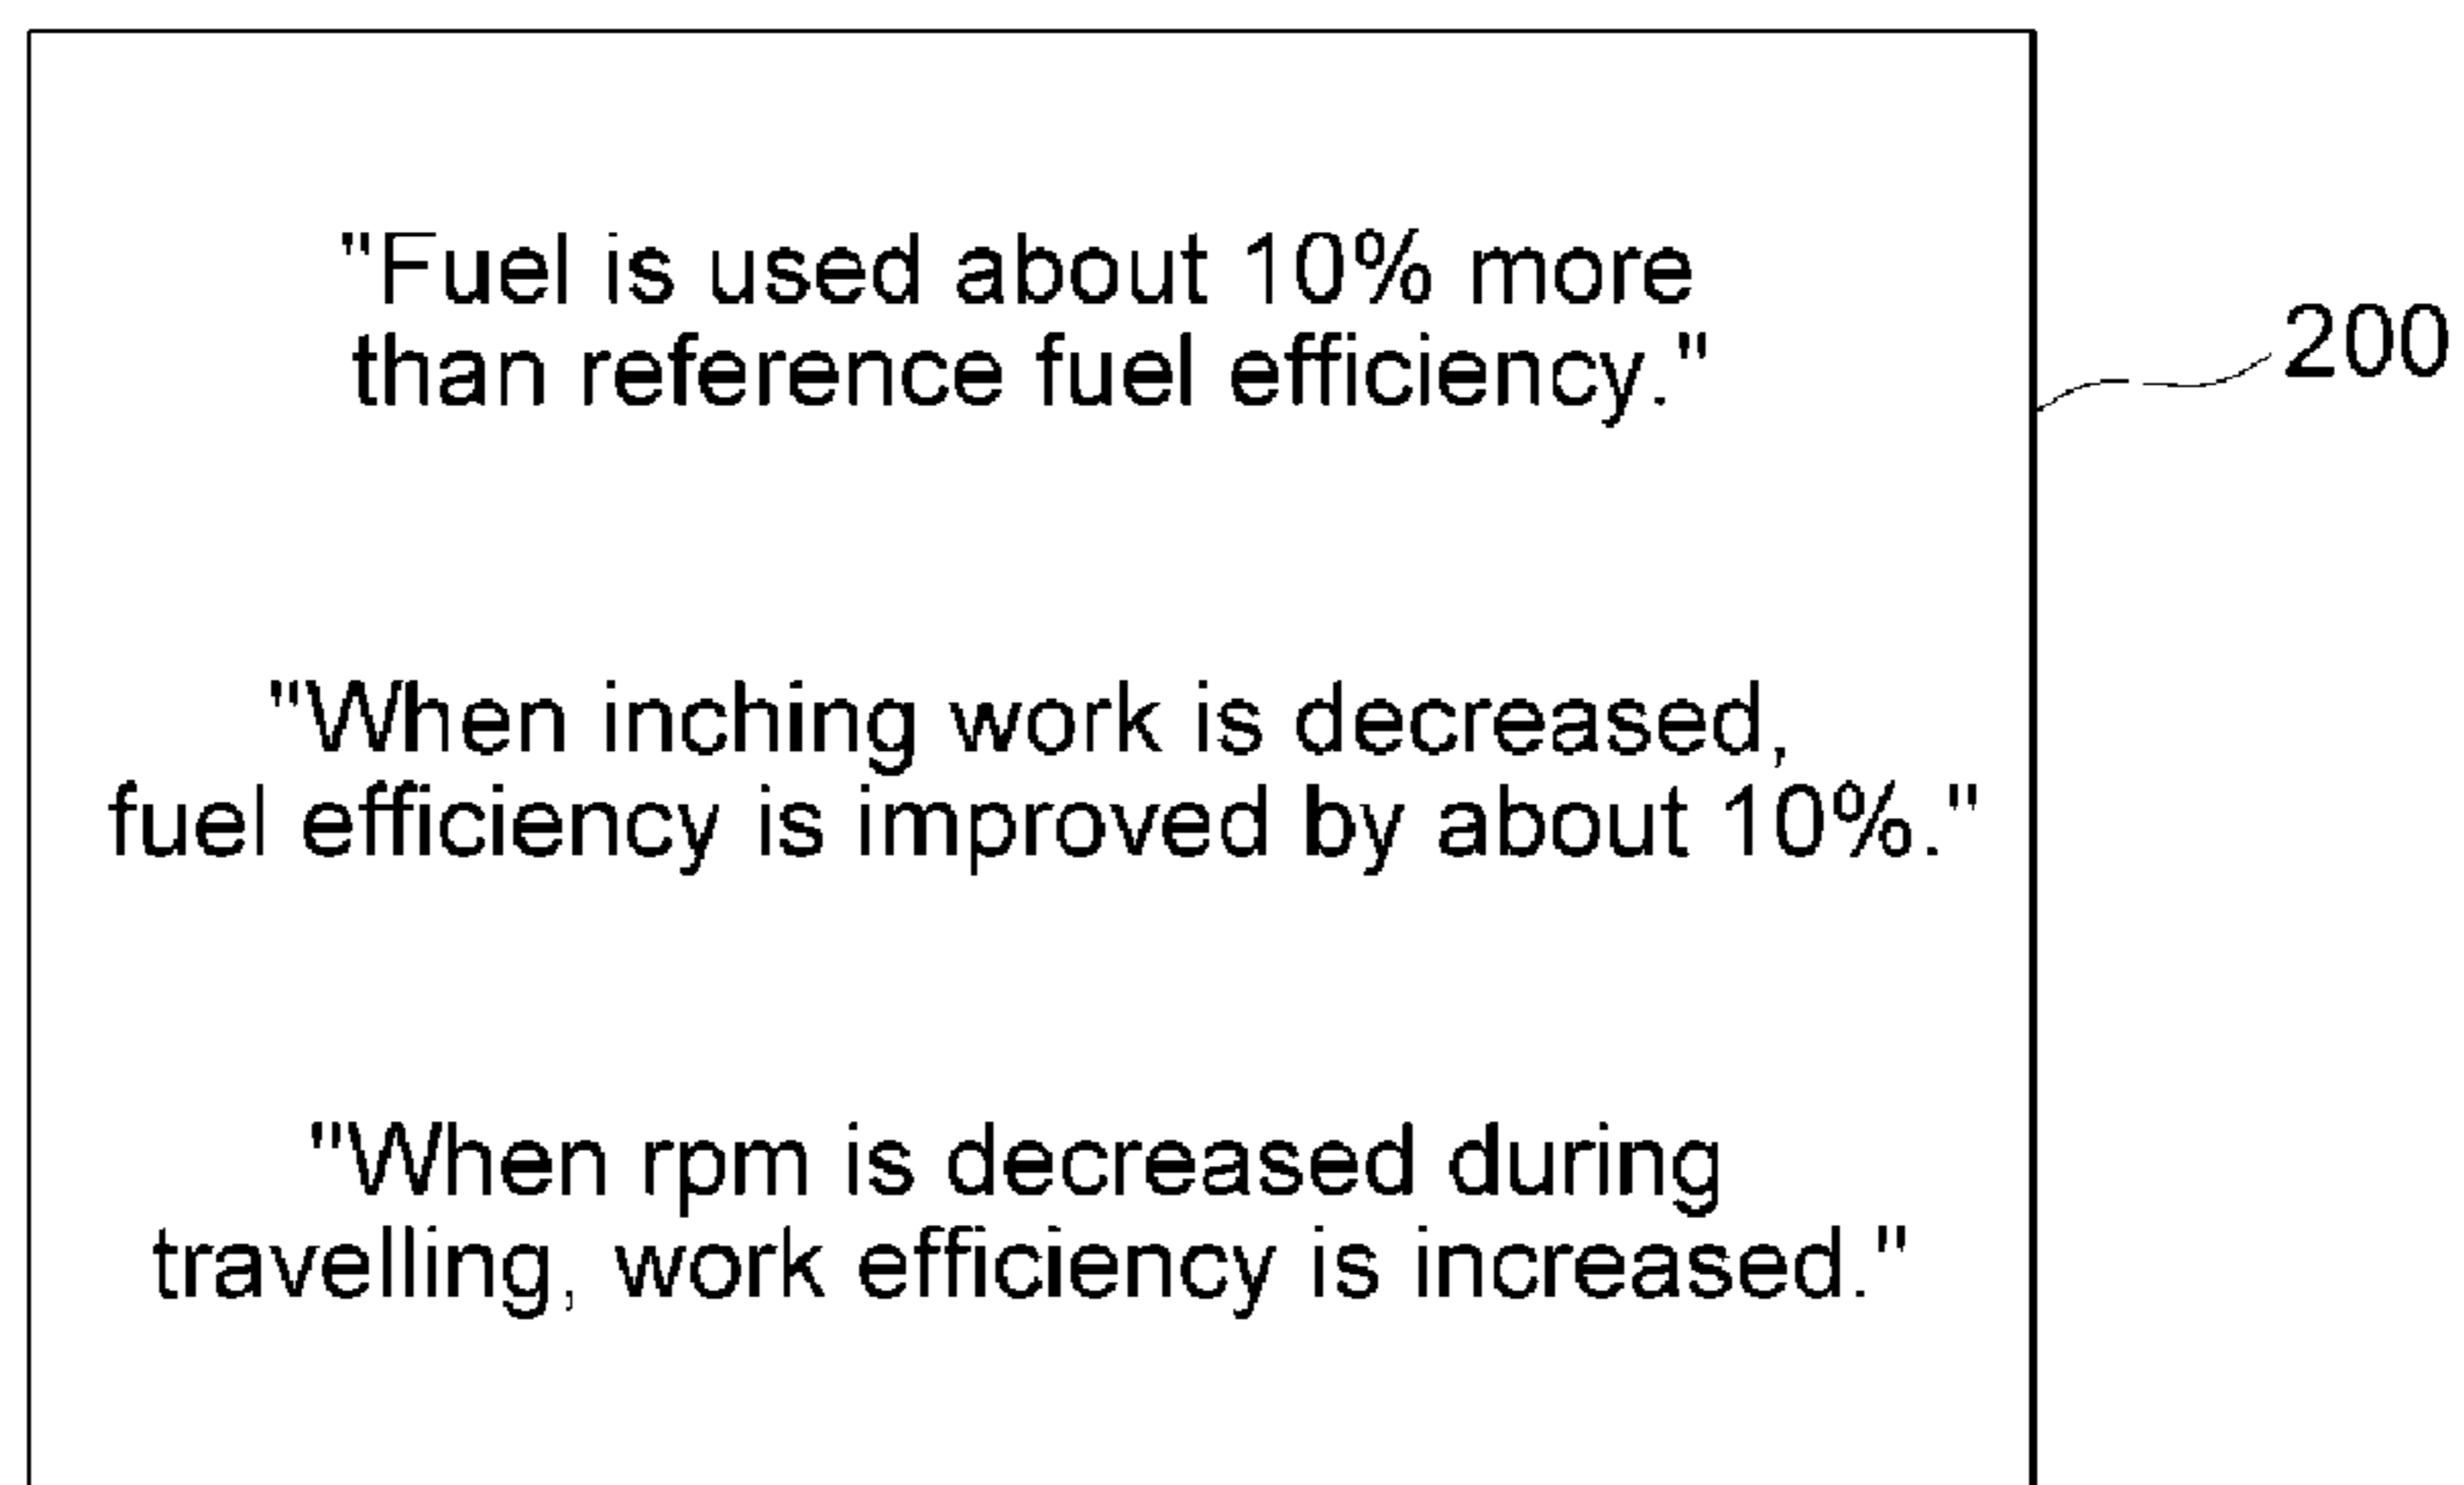 "Fuel is used about 10% more
than reference fuel efficiency."
200
"When inching work is decreased,
fuel efficiency is improved by about 10%."
"When rpm is decreased during
travelling, work efficiency is increased."